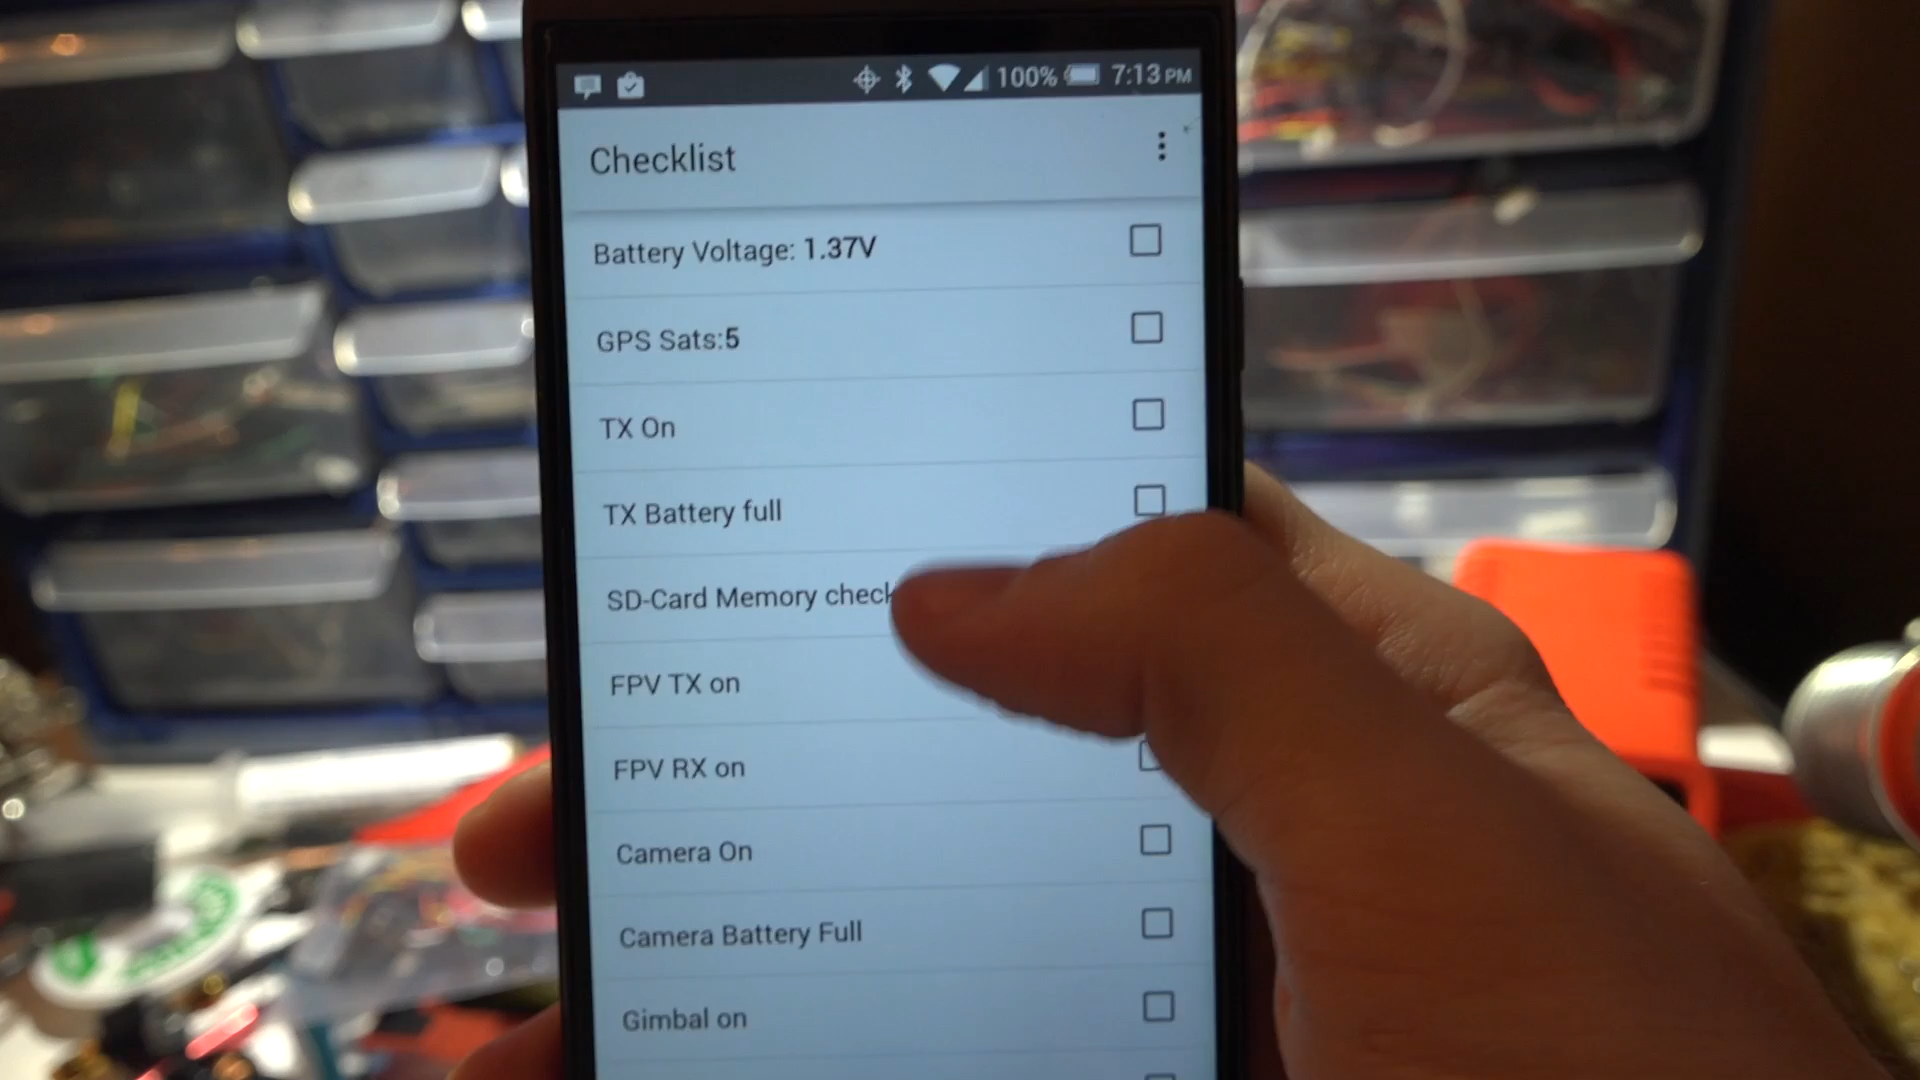 100% 7:13 PM
Checklist
Battery Voltage: 1.37V
GPS Sats:5
TX On
TX Battery full
SD-Card Memory check
FPV TX on
FPV RX on
Camera On
Camera Battery Full
Gimbal on